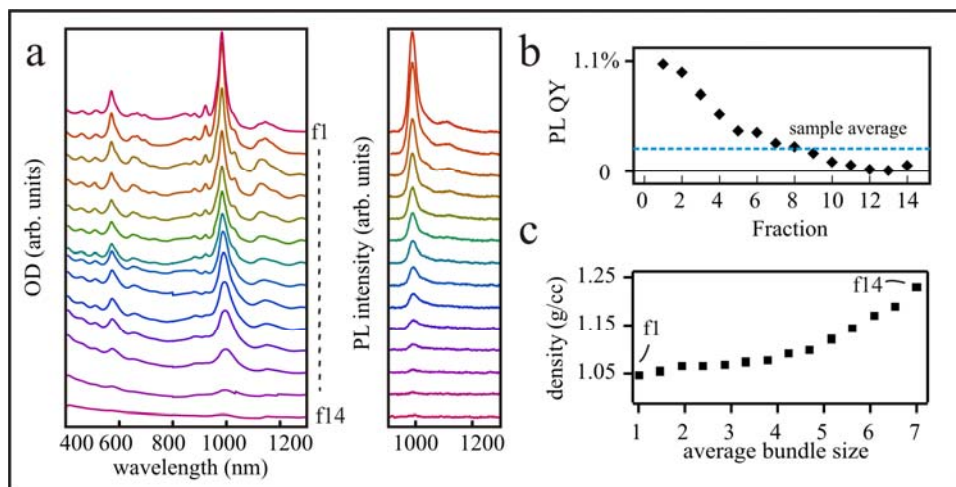 a
OD (arb. units)
f1
f14
400 600 800 1000 1200
wavelength (nm)
PL intensity (arb. units)
1000 1200
b
PL QY
1.1%
0
sample average
0 2 4 6 8 10 12 14
Fraction
c
density (g/cc)
1.25
1.15
1.05
f1
f14
1 2 3 4 5 6 7
average bundle size